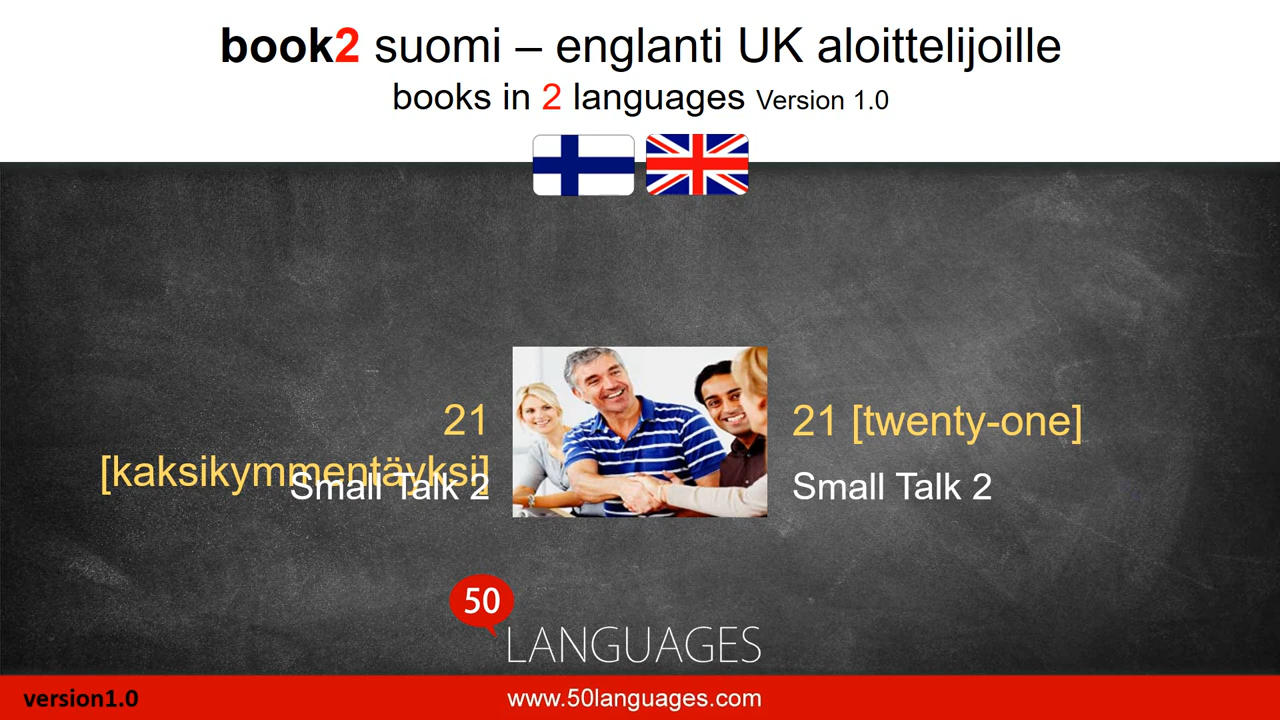 book2 suomi – englanti UK aloittelijoille
books in 2 languages Version 1.0
21
[kaksikymmentäyksi]
Small Talk 2
21 [twenty-one]
Small Talk 2
50
LANGUAGES
version1.0
www.50languages.com